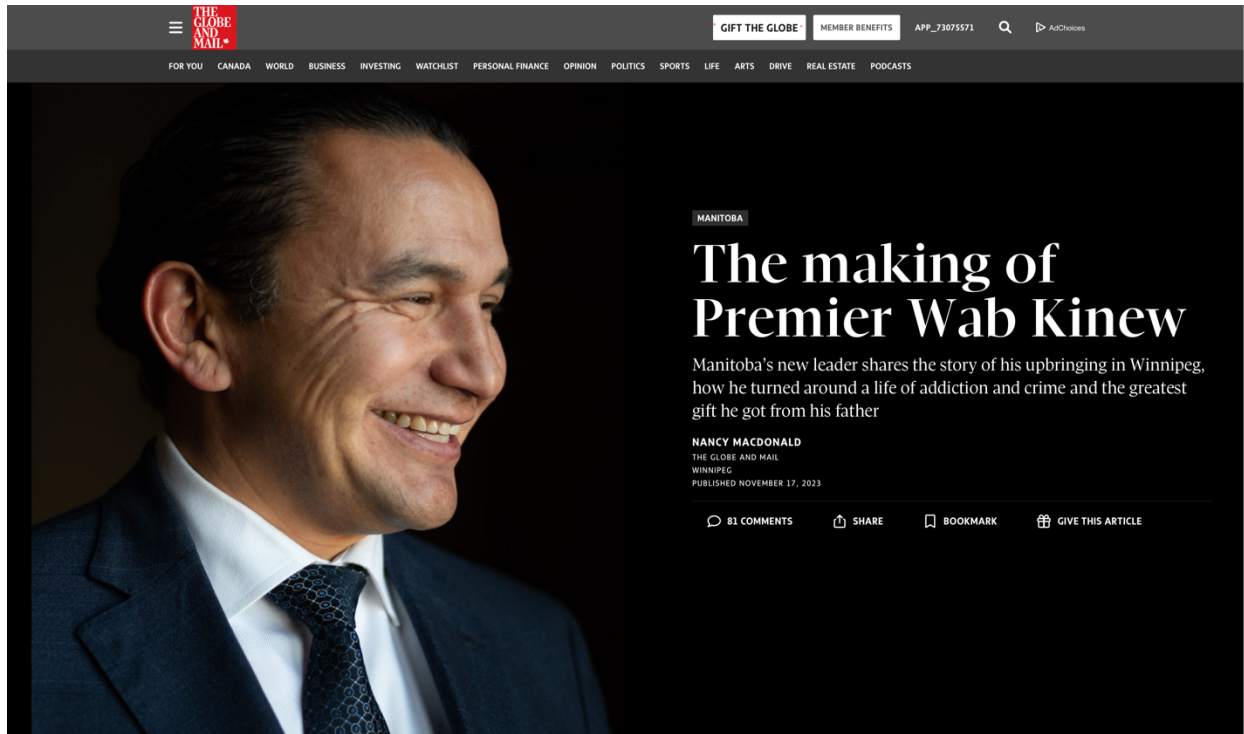 THE
GLOBE
AND
MAIL
GIFT THE GLOBE
MEMBER BENEFITS
APP_73075571
AdChoices
FOR YOU CANADA WORLD BUSINESS INVESTING WATCHLIST PERSONAL FINANCE OPINION POLITICS SPORTS LIFE ARTS DRIVE REAL ESTATE PODCASTS
MANITOBA
The making of
Premier Wab Kinew
Manitoba’s new leader shares the story of his upbringing in Winnipeg,
how he turned around a life of addiction and crime and the greatest
gift he got from his father
NANCY MACDONALD
THE GLOBE AND MAIL
WINNIPEG
PUBLISHED NOVEMBER 17, 2023
81 COMMENTS SHARE BOOKMARK GIVE THIS ARTICLE